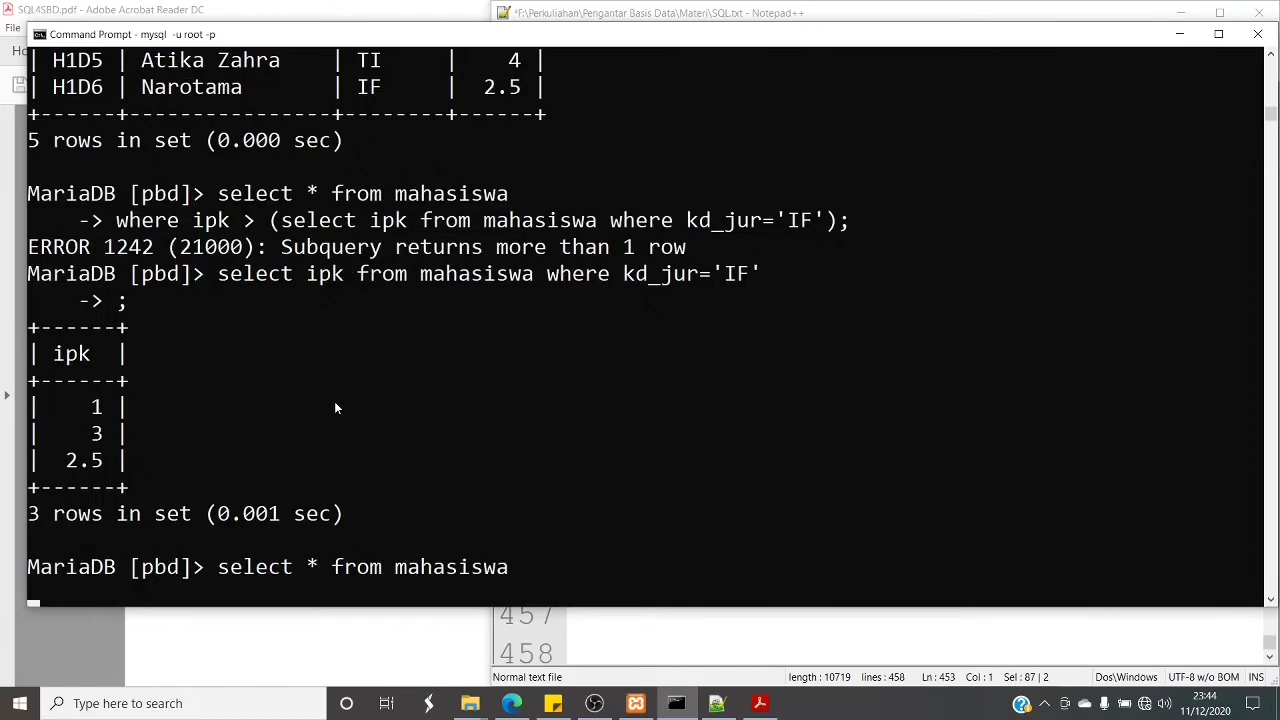 SQL4SBD.pdf - Adobe Acrobat Reader DC
*F:\Perkuliahan\Pengantar Basis Data\Materi\SQL.txt - Notepad++
File
Command Prompt - mysql -u root -p
Ho
| H1D5 | Atika Zahra | TI | 4 |
| H1D6 | Narotama | IF | 2.5 |
+------+----------------+--------+------+
5 rows in set (0.000 sec)
MariaDB [pbd]> select * from mahasiswa
-> where ipk > (select ipk from mahasiswa where kd_jur='IF');
ERROR 1242 (21000): Subquery returns more than 1 row
MariaDB [pbd]> select ipk from mahasiswa where kd_jur='IF'
-> ;
+------+
| ipk |
+------+
| 1 |
| 3 |
| 2.5 |
+------+
3 rows in set (0.001 sec)
MariaDB [pbd]> select * from mahasiswa
457
458
Normal text file length : 10719 lines : 458 Ln : 453 Col : 1 Sel : 87 | 2 Dos\Windows UTF-8 w/o BOM INS
Type here to search
23:44
11/12/2020